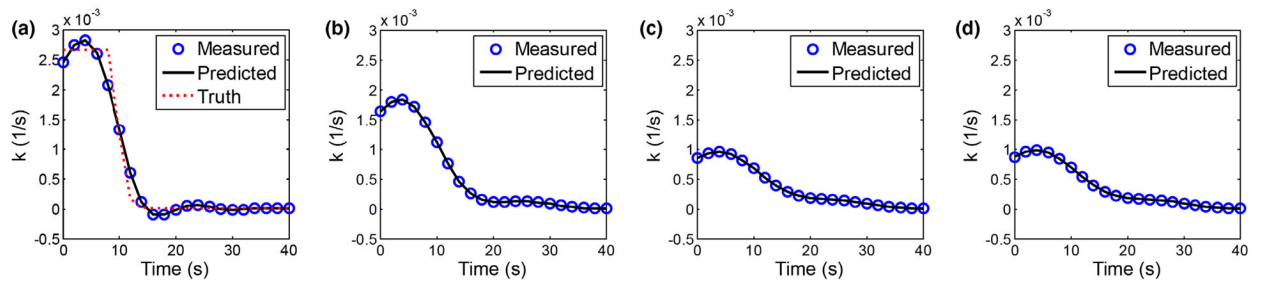 (a)
x 10⁻³
3
2.5
2
1.5
1
0.5
0
-0.5
k (1/s)
0 10 20 30 40
Time (s)
Measured
Predicted
Truth
(b)
x 10⁻³
3
2.5
2
1.5
1
0.5
0
-0.5
k (1/s)
0 10 20 30 40
Time (s)
Measured
Predicted
(c)
x 10⁻³
3
2.5
2
1.5
1
0.5
0
-0.5
k (1/s)
0 10 20 30 40
Time (s)
Measured
Predicted
(d)
x 10⁻³
3
2.5
2
1.5
1
0.5
0
-0.5
k (1/s)
0 10 20 30 40
Time (s)
Measured
Predicted